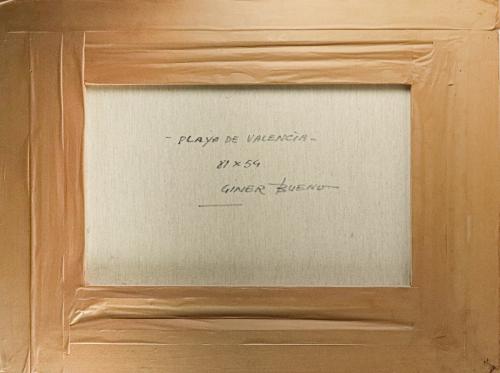 - PLAYA DE VALENCIA -
81 x 54
GINER BUENO